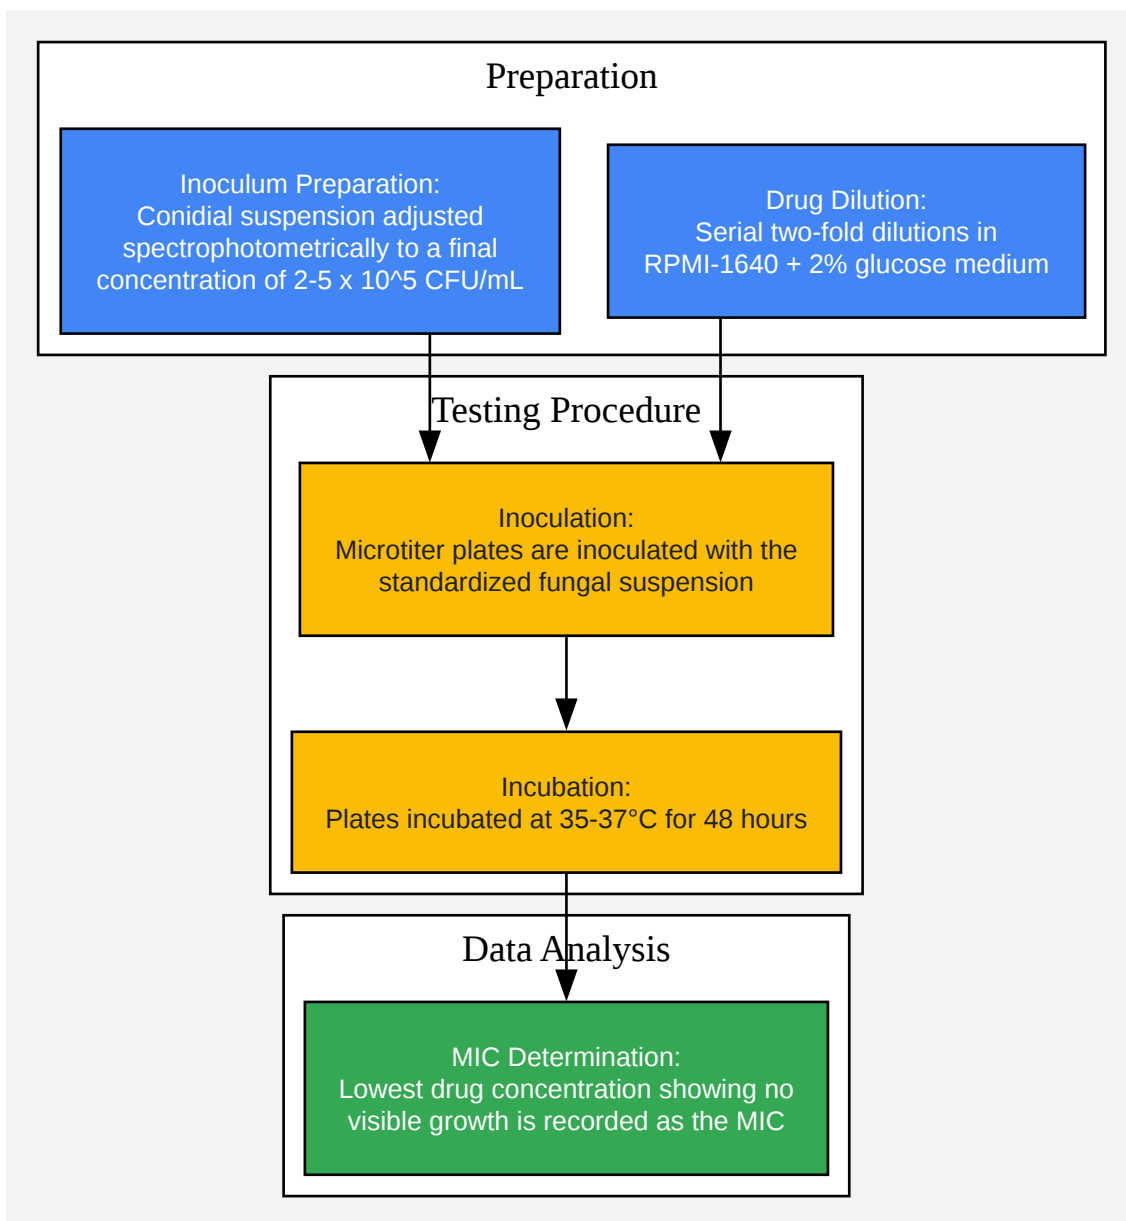 Preparation
Inoculum Preparation:
Conidial suspension adjusted
spectrophotometrically to a final
concentration of 2-5 x 10^5 CFU/mL
Drug Dilution:
Serial two-fold dilutions in
RPMI-1640 + 2% glucose medium
Testing Procedure
Inoculation:
Microtiter plates are inoculated with the
standardized fungal suspension
Incubation:
Plates incubated at 35-37°C for 48 hours
Data Analysis
MIC Determination:
Lowest drug concentration showing no
visible growth is recorded as the MIC